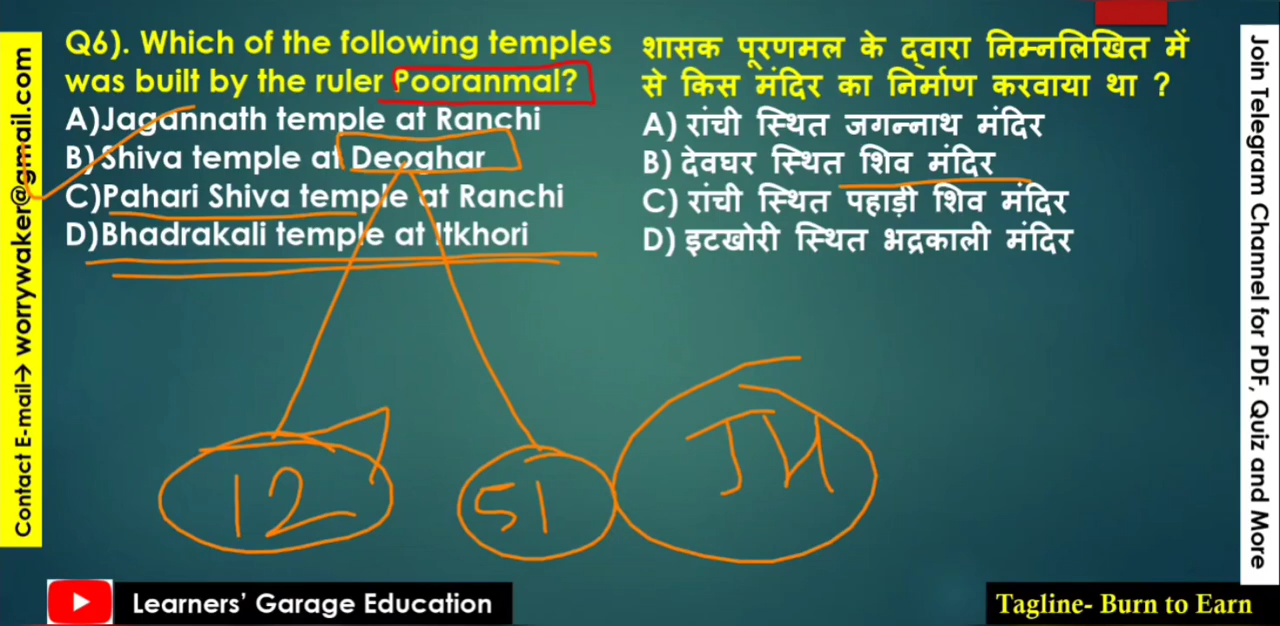 Q6). Which of the following temples
was built by the ruler Pooranmal?
A)Jagannath temple at Ranchi
B)Shiva temple at Deoghar
C)Pahari Shiva temple at Ranchi
D)Bhadrakali temple at Itkhori
शासक पूरणमल के द्वारा निम्नलिखित में
से किस मंदिर का निर्माण करवाया था ?
A) रांची स्थित जगन्नाथ मंदिर
B) देवघर स्थित शिव मंदिर
C) रांची स्थित पहाड़ी शिव मंदिर
D) इटखोरी स्थित भद्रकाली मंदिर
12
51
JH
Contact E-mail→ worrywaker@gmail.com
Join Telegram Channel for PDF, Quiz and More
Learners’ Garage Education
Tagline- Burn to Earn